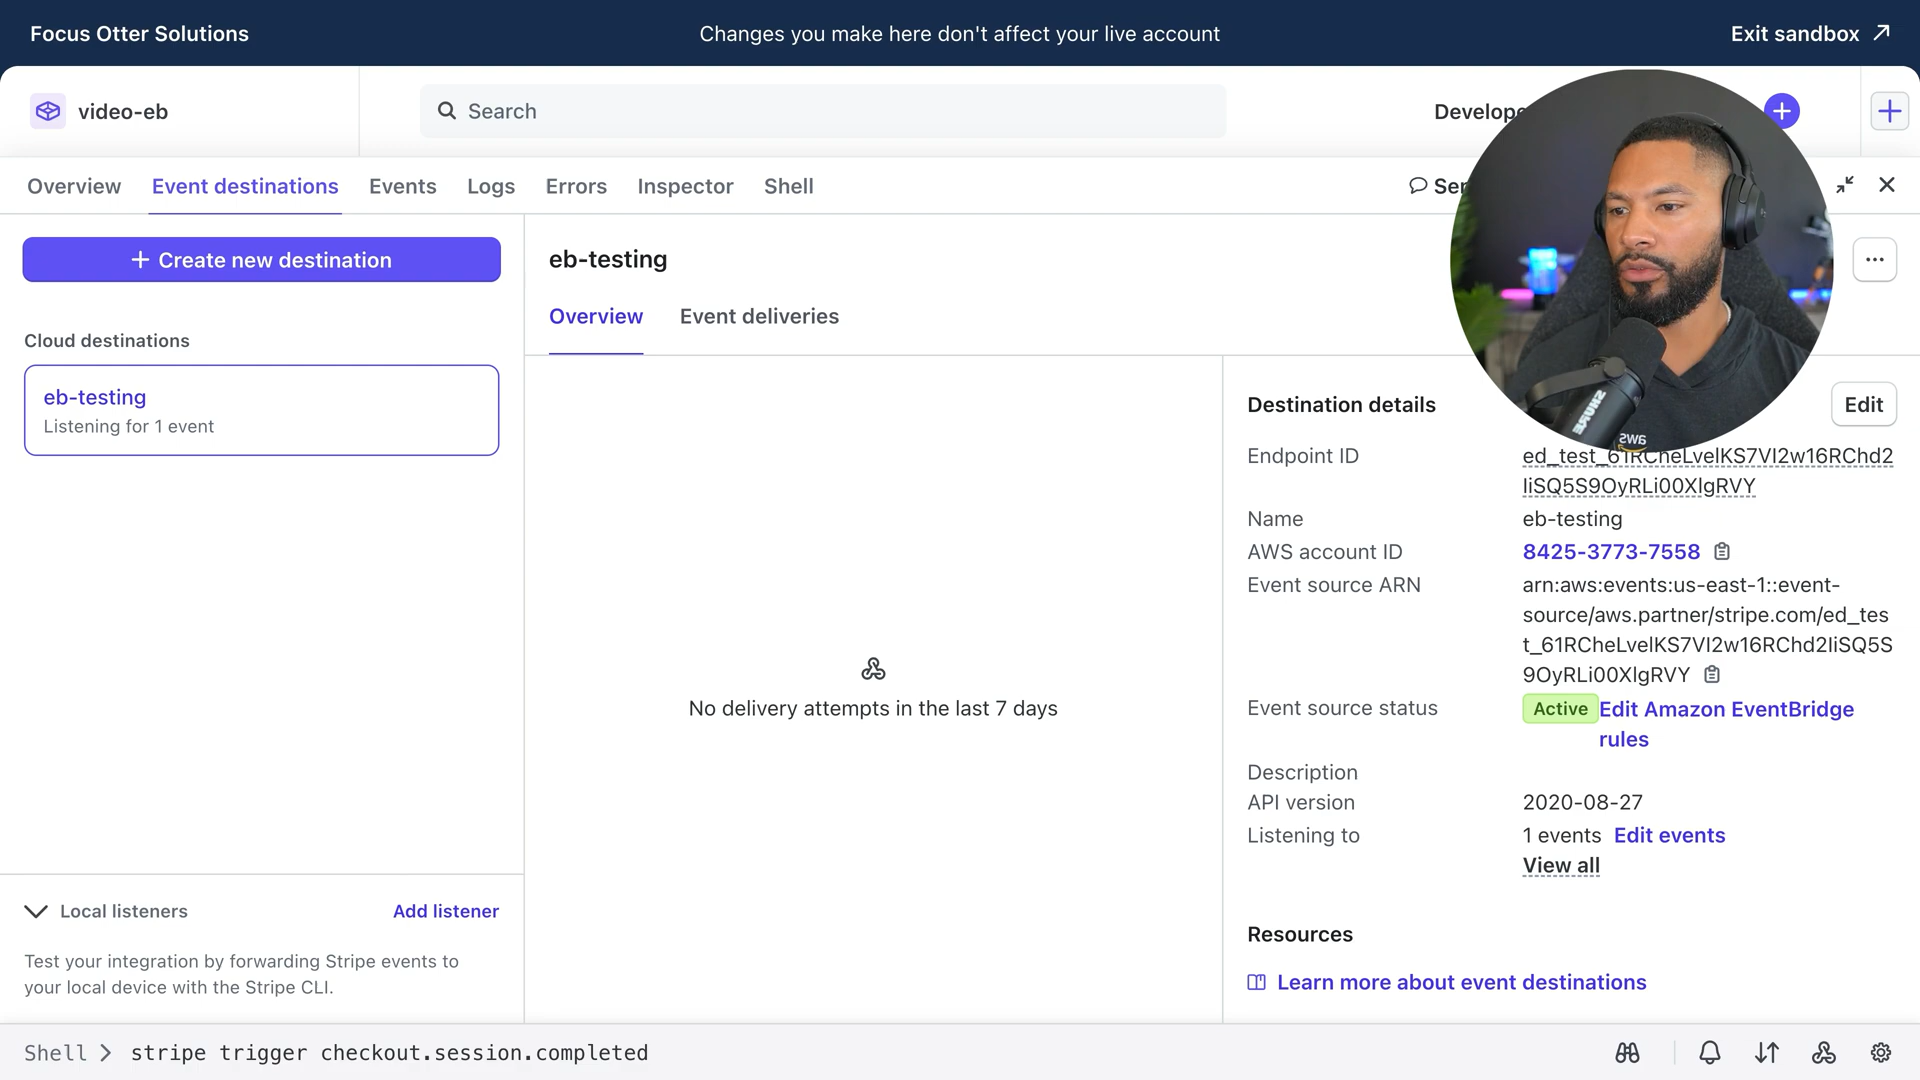 Focus Otter Solutions
Changes you make here don't affect your live account
Exit sandbox
video-eb
Search
Overview
Event destinations
Events
Logs
Errors
Inspector
Shell
Create new destination
Cloud destinations
eb-testing
Listening for 1 event
eb-testing
Overview
Event deliveries
No delivery attempts in the last 7 days
Destination details
Edit
SHURE
aws
Endpoint ID
ed_test_61RCheLvelKS7VI2w16RChd2
IiSQ5S9OyRLi00XlgRVY
Name
eb-testing
AWS account ID
8425-3773-7558
Event source ARN
arn:aws:events:us-east-1::event-
source/aws.partner/stripe.com/ed_tes
t_61RCheLvelKS7VI2w16RChd2IiSQ5S
9OyRLi00XlgRVY
Event source status
Active
Edit Amazon EventBridge
rules
Description
API version
2020-08-27
Listening to
1 events Edit events
View all
Resources
Learn more about event destinations
Local listeners
Add listener
Test your integration by forwarding Stripe events to
your local device with the Stripe CLI.
Shell > stripe trigger checkout.session.completed